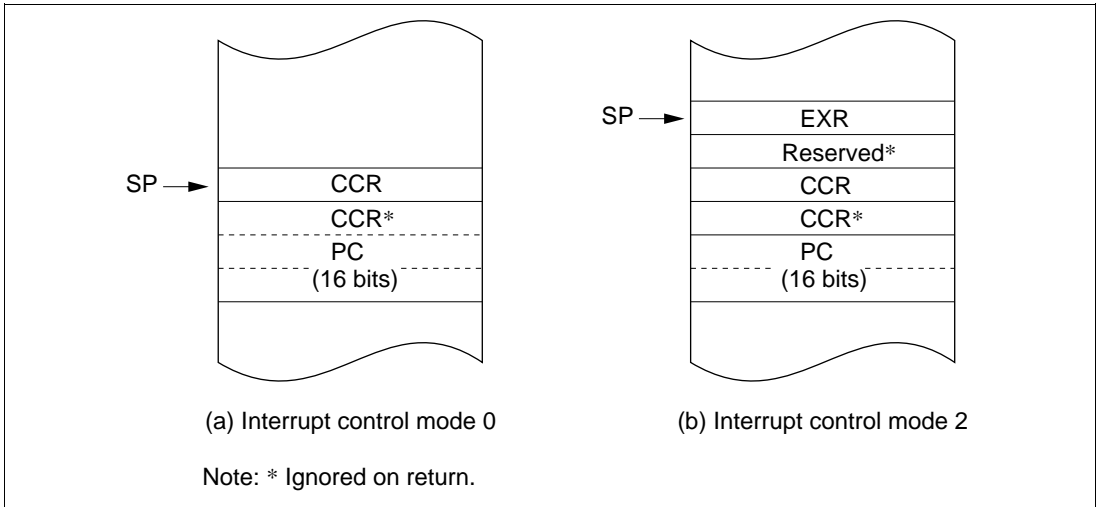 SP
CCR
CCR*
PC
(16 bits)
(a) Interrupt control mode 0
SP
EXR
Reserved*
CCR
CCR*
PC
(16 bits)
(b) Interrupt control mode 2
Note: * Ignored on return.